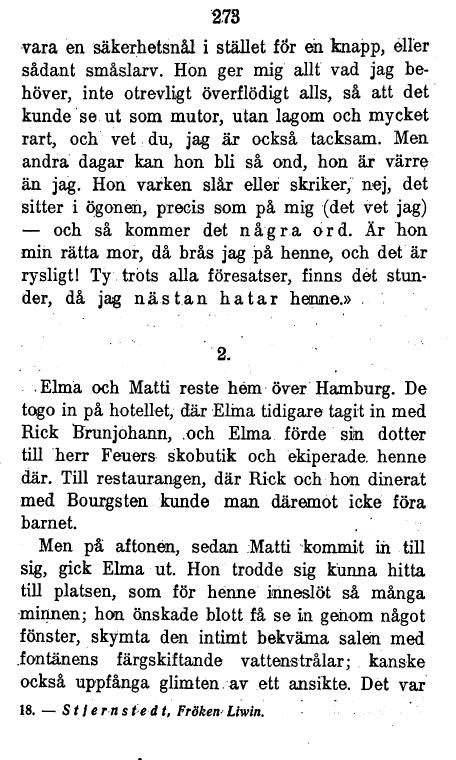 273
vara en säkerhetsnål i stället för en knapp, eller
sådant småslarv. Hon ger mig allt vad jag be-
höver, inte otrevligt överflödigt alls, så att det
kunde se ut som mutor, utan lagom och mycket
rart, och vet du, jag är också tacksam. Men
andra dagar kan hon bli så ond, hon är värre
än jag. Hon varken slår eller skriker, nej, det
sitter i ögonen, precis som på mig (det vet jag)
— och så kommer det några ord. Är hon
min rätta mor, då brås jag på henne, och det är
rysligt! Ty trots alla föresatser, finns det stun-
der, då jag nästan hatar henne.»
2.
Elma och Matti reste hem över Hamburg. De
togo in på hotellet, där Elma tidigare tagit in med
Rick Brunjohann, och Elma förde sin dotter
till herr Feuers skobutik och ekiperade henne
där. Till restaurangen, där Rick och hon dinerat
med Bourgsten kunde man däremot icke föra
barnet.
Men på aftonen, sedan Matti kommit in till
sig, gick Elma ut. Hon trodde sig kunna hitta
till platsen, som för henne inneslöt så många
minnen; hon önskade blott få se in genom något
fönster, skymta den intimt bekväma salen med
fontänens färgskiftande vattenstrålar; kanske
också uppfånga glimten av ett ansikte. Det var
18. — Stjernstedt, Fröken Liwin.